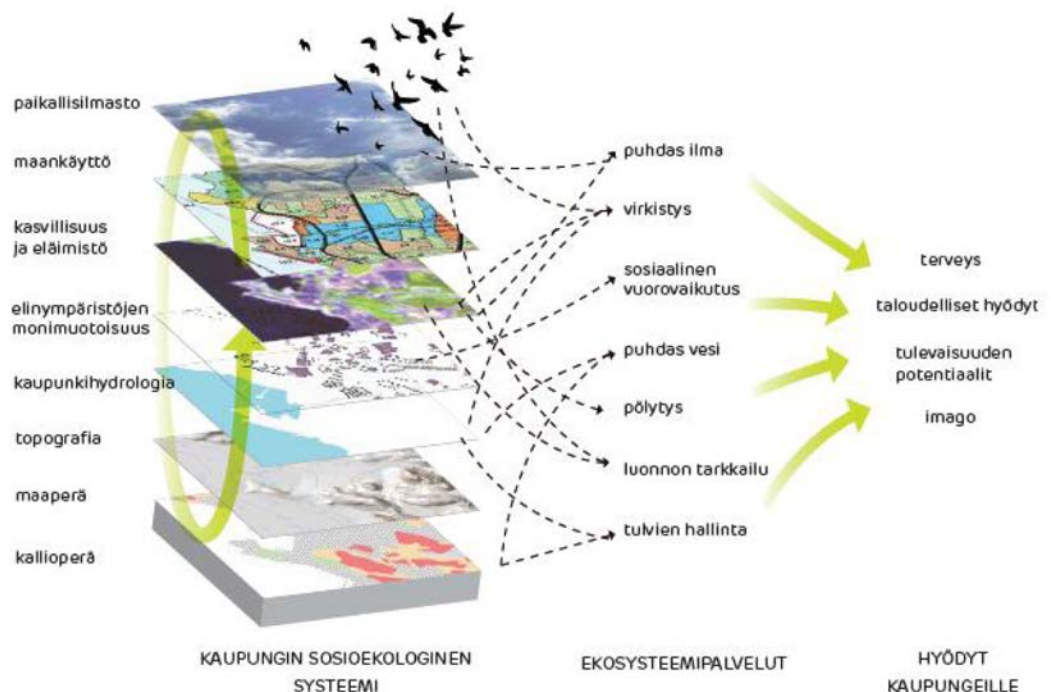 paikallisilmasto
maankäyttö
kasvillisuus
ja eläimistö
elinympäristöjen
monimuotoisuus
kaupunkihydrologia
topografia
maaperä
kallioperä
KAUPUNGIN SOSIOEKOLOGINEN
SYSTEEMI
puhdas ilma
virkistys
sosiaalinen
vuorovaikutus
puhdas vesi
pölytys
luonnon tarkkailu
tulvien hallinta
EKOSYSTEEMIPALVELUT
terveys
taloudelliset hyödyt
tulevaisuuden
potentiaalit
imago
HYÖDYT
KAUPUNGEILLE